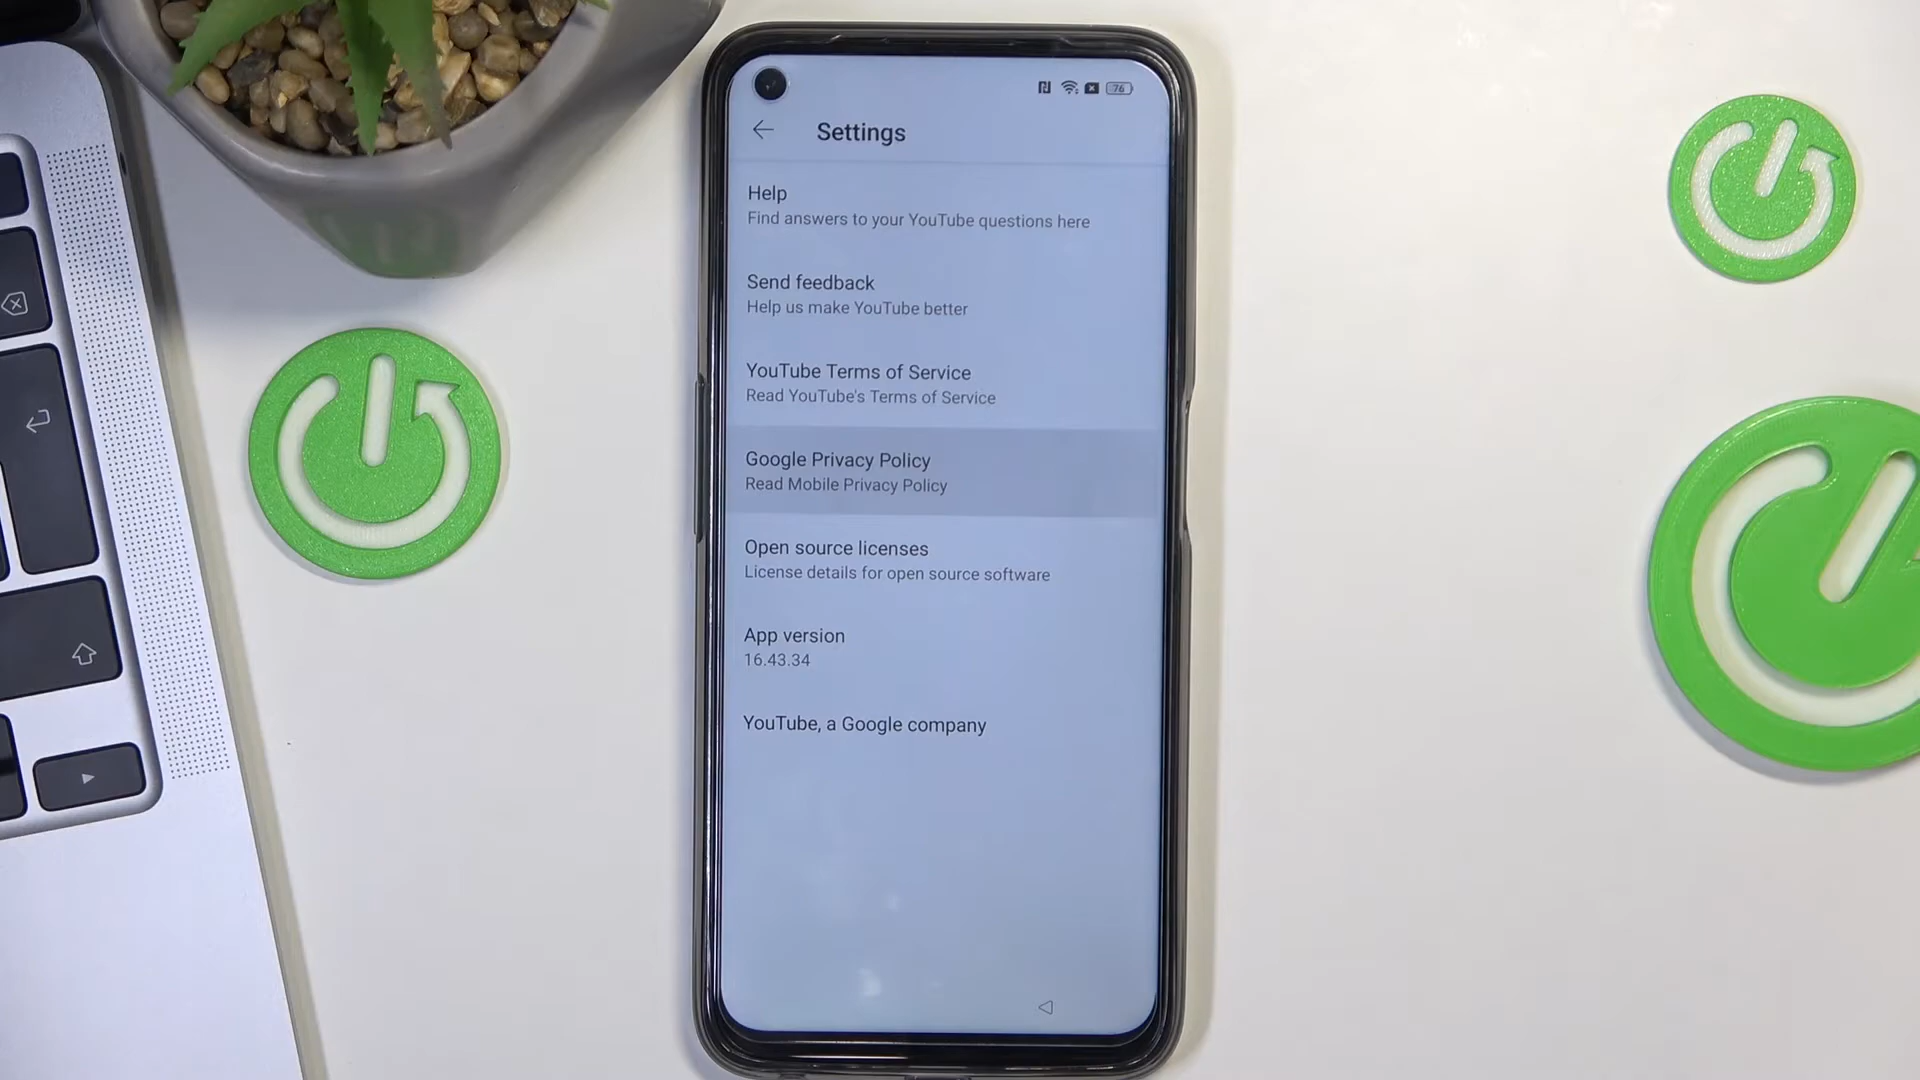 76
Settings
Help
Find answers to your YouTube questions here
Send feedback
Help us make YouTube better
YouTube Terms of Service
Read YouTube's Terms of Service
Google Privacy Policy
Read Mobile Privacy Policy
Open source licenses
License details for open source software
App version
16.43.34
YouTube, a Google company